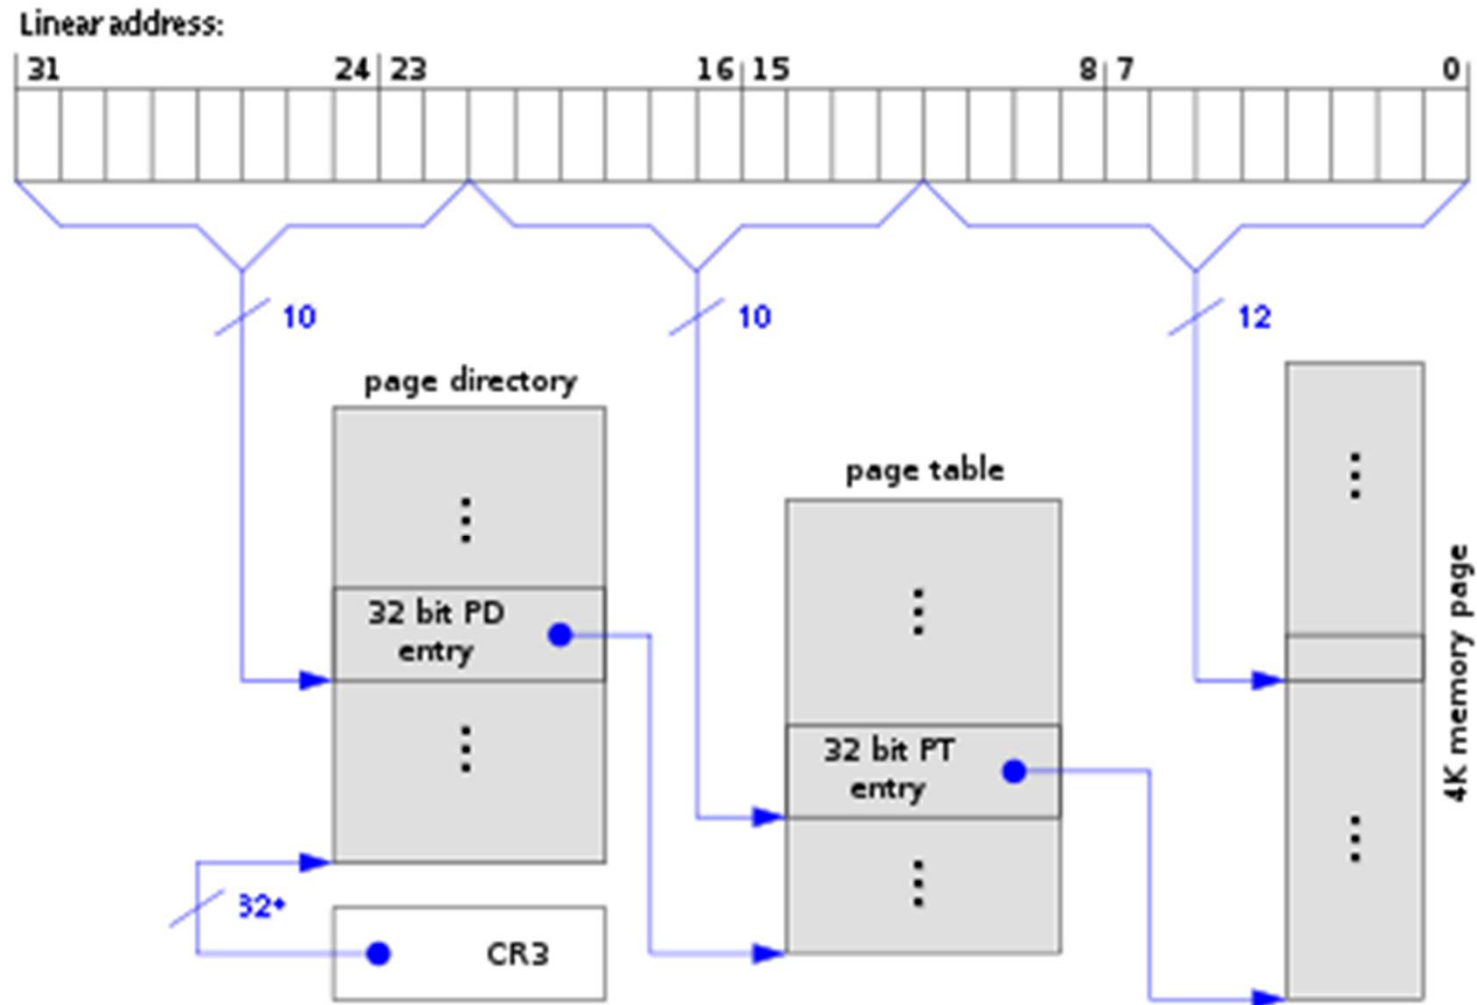 Linear address:
31 24 23 16 15 8 7 0
10 10 12
page directory
page table
32 bit PD
entry
32 bit PT
entry
4K memory page
32*
CR3